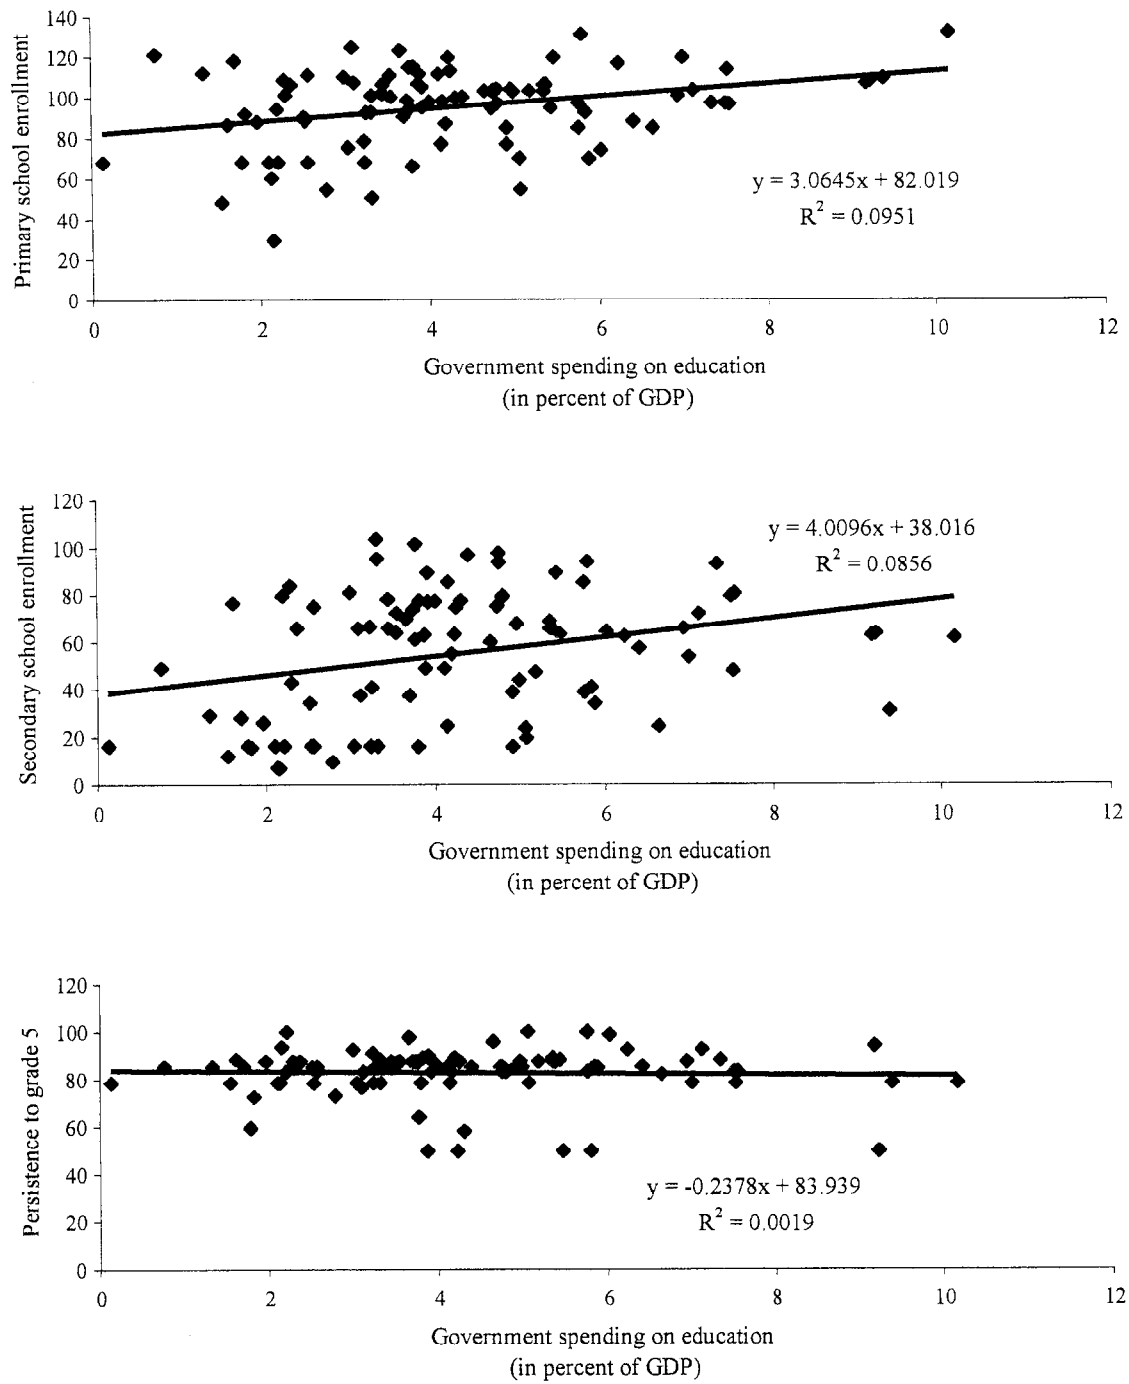 Primary school enrollment
140
120
100
80
60
40
20
0
0 2 4 6 8 10 12
y = 3.0645x + 82.019
R² = 0.0951
Government spending on education
(in percent of GDP)
Secondary school enrollment
120
100
80
60
40
20
0
0 2 4 6 8 10 12
y = 4.0096x + 38.016
R² = 0.0856
Government spending on education
(in percent of GDP)
Persistence to grade 5
120
100
80
60
40
20
0
0 2 4 6 8 10 12
y = -0.2378x + 83.939
R² = 0.0019
Government spending on education
(in percent of GDP)